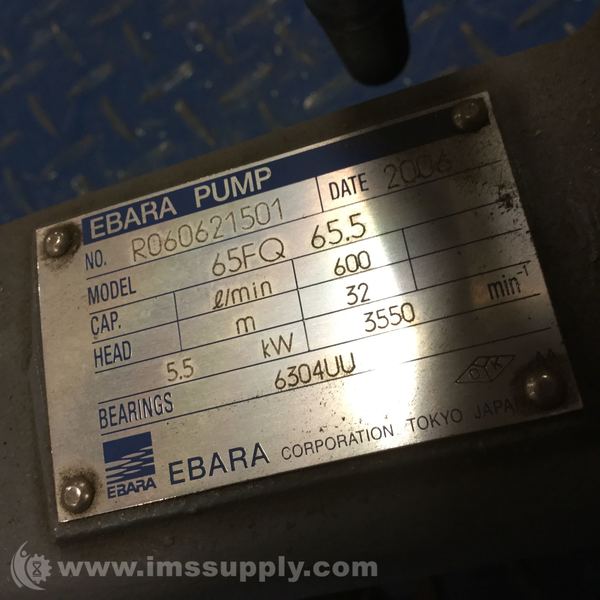 EBARA PUMP
NO. R060621501 DATE 2006
MODEL 65FQ 65.5
CAP. ℓ/min 600
HEAD m 32
5.5 kW 3550 min⁻¹
BEARINGS 6304UU
EBARA EBARA CORPORATION TOKYO JAPAN
www.imssupply.com